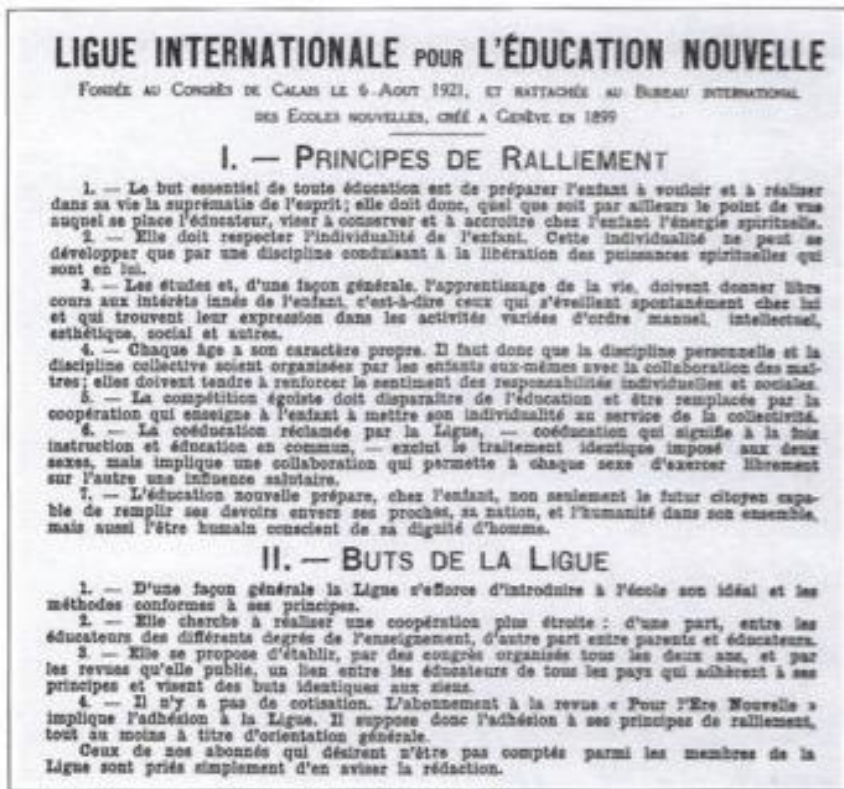 LIGUE INTERNATIONALE POUR L'ÉDUCATION NOUVELLE
FONDÉE AU CONGRÈS DE CALAIS LE 6 AOUT 1921, ET RATTACHÉE AU BUREAU INTERNATIONAL
DES ECOLES NOUVELLES, CRÉÉ A GENÈVE EN 1899
I. — PRINCIPES DE RALLIEMENT
1. — Le but essentiel de toute éducation est de préparer l'enfant à vouloir et à réaliser
dans sa vie la suprématie de l'esprit ; elle doit donc, quel que soit par ailleurs le point de vue
auquel se place l'éducateur, viser à conserver et à accroître chez l'enfant l'énergie spirituelle.
2. — Elle doit respecter l'individualité de l'enfant. Cette individualité ne peut se
développer que par une discipline conduisant à la libération des puissances spirituelles qui
sont en lui.
3. — Les études et, d'une façon générale, l'apprentissage de la vie, doivent donner libre
cours aux intérêts innés de l'enfant, c'est-à-dire ceux qui s'éveillent spontanément chez lui
et qui trouvent leur expression dans les activités variées d'ordre manuel, intellectuel,
esthétique, social et autres.
4. — Chaque âge a son caractère propre. Il faut donc que la discipline personnelle et la
discipline collective soient organisées par les enfants eux-mêmes avec la collaboration des maî-
tres ; elles doivent tendre à renforcer le sentiment des responsabilités individuelles et sociales.
5. — La compétition égoïste doit disparaître de l'éducation et être remplacée par la
coopération qui enseigne à l'enfant à mettre son individualité au service de la collectivité.
6. — La coéducation réclamée par la Ligue, — coéducation qui signifie à la fois
instruction et éducation en commun, — exclut le traitement identique imposé aux deux
sexes, mais implique une collaboration qui permette à chaque sexe d'exercer librement
sur l'autre une influence salutaire.
7. — L'éducation nouvelle prépare, chez l'enfant, non seulement le futur citoyen capa-
ble de remplir ses devoirs envers ses proches, sa nation, et l'humanité dans son ensemble,
mais aussi l'être humain conscient de sa dignité d'homme.
II. — BUTS DE LA LIGUE
1. — D'une façon générale la Ligue s'efforce d'introduire à l'école son idéal et les
méthodes conformes à ses principes.
2. — Elle cherche à réaliser une coopération plus étroite : d'une part, entre les
éducateurs des différents degrés de l'enseignement, d'autre part entre parents et éducateurs.
3. — Elle se propose d'établir, par des congrès organisés tous les deux ans, et par
les revues qu'elle publie, un lien entre les éducateurs de tous les pays qui adhèrent à ses
principes et visent des buts identiques aux siens.
4. — Il n'y a pas de cotisation. L'abonnement à la revue « Pour l'Ere Nouvelle »
implique l'adhésion à la Ligue. Il suppose donc l'adhésion à ses principes de ralliement,
tout au moins à titre d'orientation générale.
Ceux de nos abonnés qui désirent n'être pas comptés parmi les membres de la
Ligue sont priés simplement d'en aviser la rédaction.